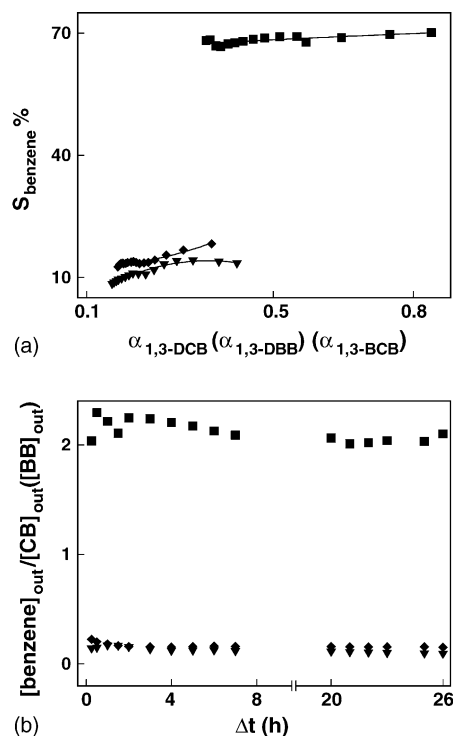 70
40
10
S_benzene %
0.1 0.5 0.8
(a)
α_1,3-DCB (α_1,3-DBB) (α_1,3-BCB)
2
1
0
[benzene]_out/[CB]_out([BB]_out)
0 4 8 20 26
(b)
Δt (h)